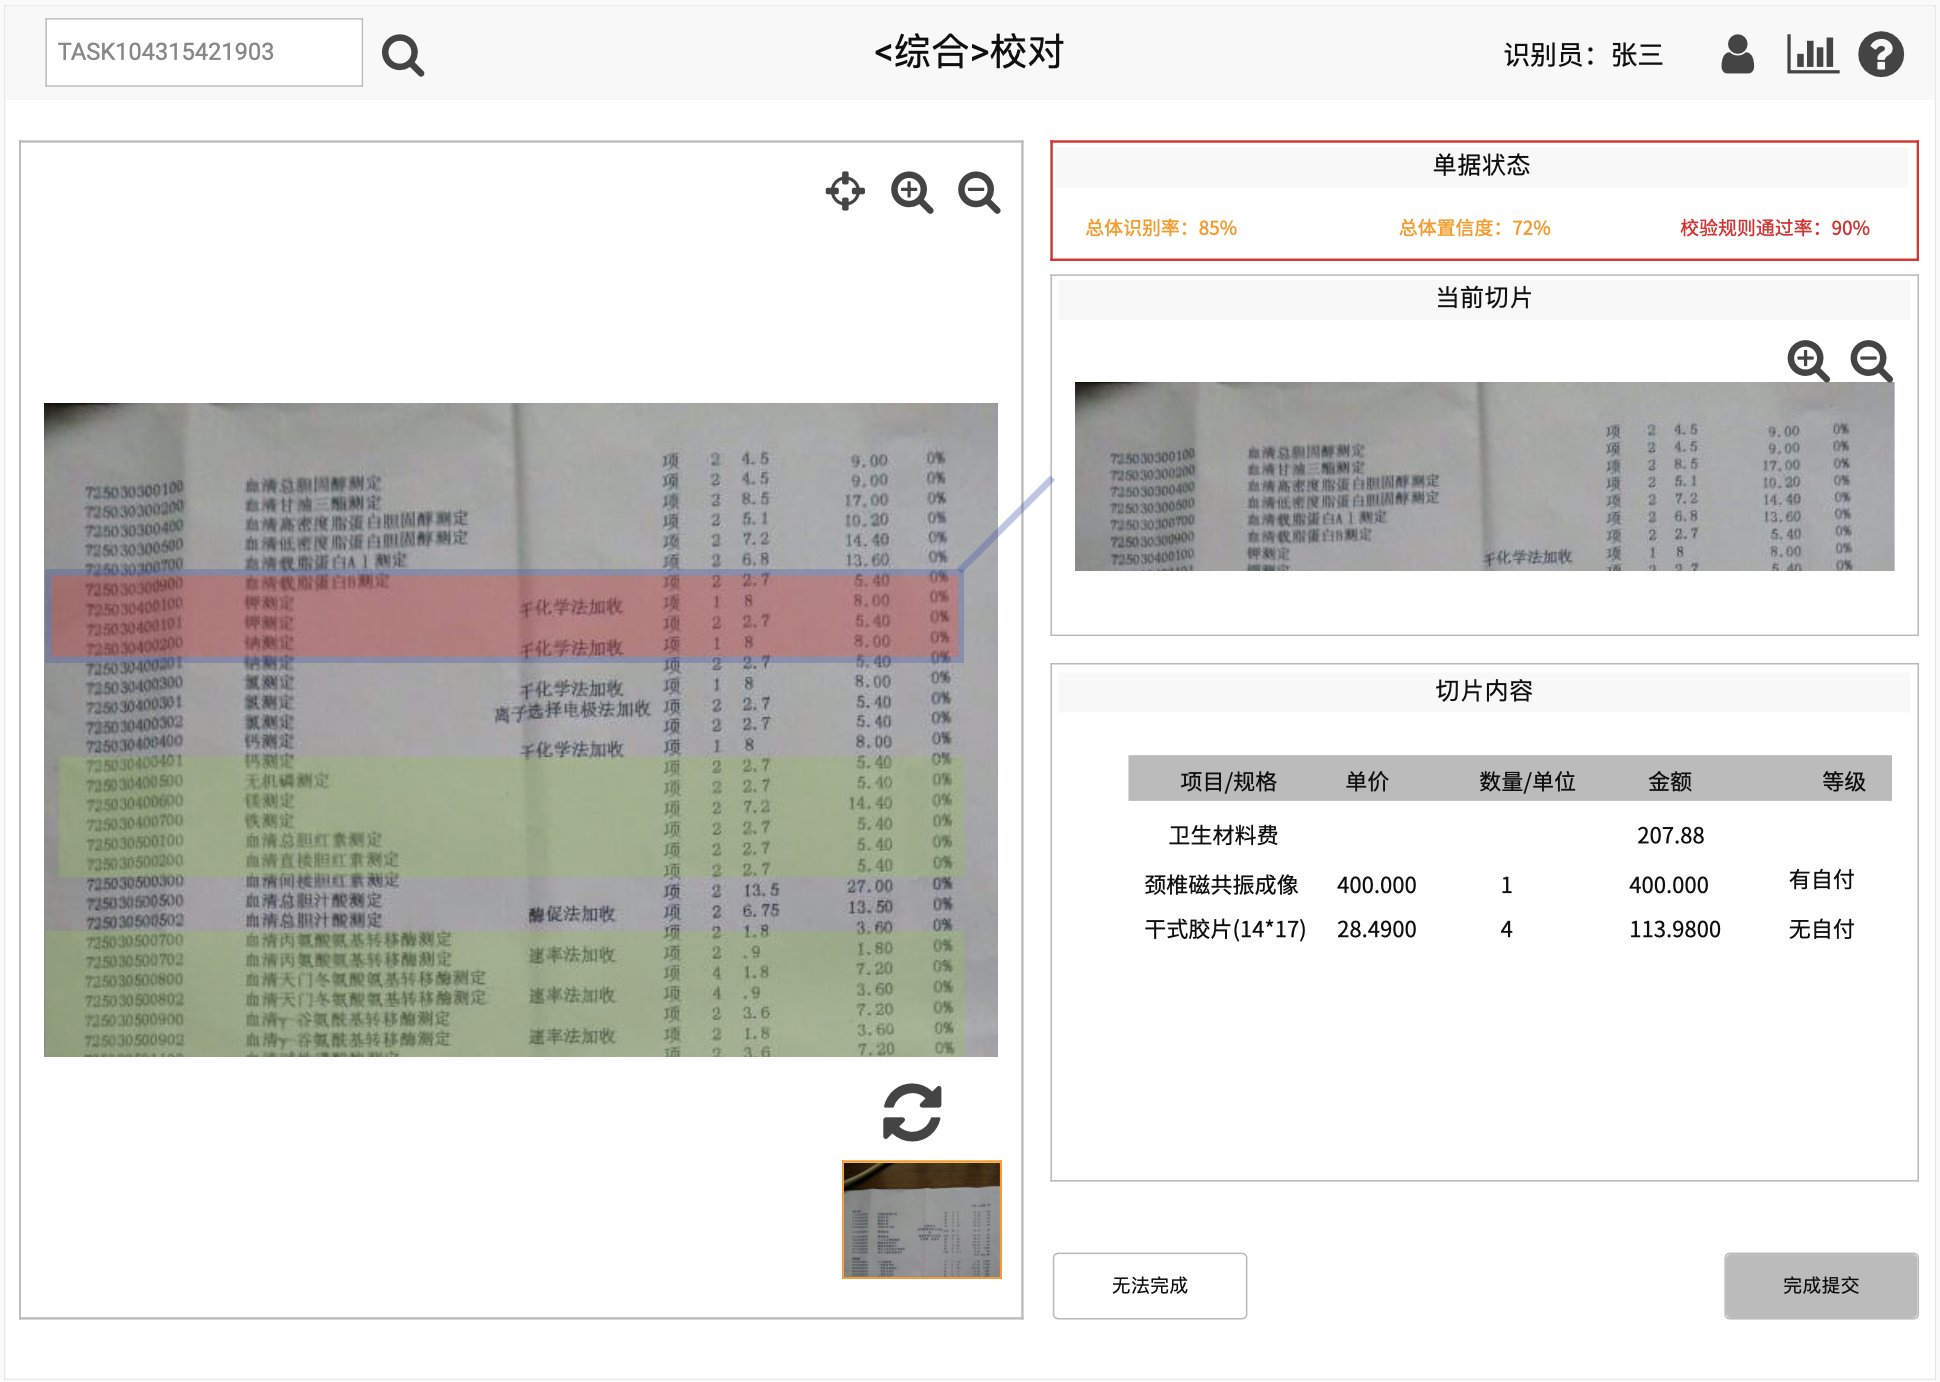 TASK104315421903
<综合>校对
识别员：张三
单据状态
总体识别率：85%
总体置信度：72%
校验规则通过率：90%
当前切片
725030300100 血清总胆固醇测定 项 2 4.5 9.00 0%
725030300200 血清甘油三酯测定 项 2 4.5 9.00 0%
725030300400 血清高密度脂蛋白胆固醇测定 项 2 8.5 17.00 0%
725030300500 血清低密度脂蛋白胆固醇测定 项 2 5.1 10.20 0%
725030300700 血清载脂蛋白A1测定 项 2 7.2 14.40 0%
725030300900 血清载脂蛋白B测定 项 2 6.8 13.60 0%
725030400100 钾测定 项 2 2.7 5.40 0%
干化学法加收 项 1 8 8.00 0%
725030300100 血清总胆固醇测定 项 2 4.5 9.00 0%
725030300200 血清甘油三酯测定 项 2 4.5 9.00 0%
725030300400 血清高密度脂蛋白胆固醇测定 项 2 8.5 17.00 0%
725030300500 血清低密度脂蛋白胆固醇测定 项 2 5.1 10.20 0%
725030300700 血清载脂蛋白A1测定 项 2 7.2 14.40 0%
725030300900 血清载脂蛋白B测定 项 2 6.8 13.60 0%
725030400100 钾测定 项 2 2.7 5.40 0%
725030400101 钾测定 干化学法加收 项 1 8 8.00 0%
725030400200 钠测定 项 2 2.7 5.40 0%
725030400201 钠测定 干化学法加收 项 1 8 8.00 0%
725030400300 氯测定 项 2 2.7 5.40 0%
725030400301 氯测定 干化学法加收 项 1 8 8.00 0%
725030400302 氯测定 离子选择电极法加收 项 2 2.7 5.40 0%
725030400400 钙测定 项 2 2.7 5.40 0%
725030400401 钙测定 干化学法加收 项 1 8 8.00 0%
725030400500 无机磷测定 项 2 2.7 5.40 0%
725030400600 镁测定 项 2 2.7 5.40 0%
725030400700 铁测定 项 2 7.2 14.40 0%
725030500100 血清总胆红素测定 项 2 2.7 5.40 0%
725030500200 血清直接胆红素测定 项 2 2.7 5.40 0%
725030500300 血清间接胆红素测定 项 2 2.7 5.40 0%
725030500500 血清总胆汁酸测定 项 2 13.5 27.00 0%
725030500502 血清总胆汁酸测定 酶促法加收 项 2 6.75 13.50 0%
725030500700 血清丙氨酸氨基转移酶测定 项 2 1.8 3.60 0%
725030500702 血清丙氨酸氨基转移酶测定 速率法加收 项 2 .9 1.80 0%
725030500800 血清天门冬氨酸氨基转移酶测定 项 4 1.8 7.20 0%
725030500802 血清天门冬氨酸氨基转移酶测定 速率法加收 项 4 .9 3.60 0%
725030500900 血清γ-谷氨酰基转移酶测定 项 2 3.6 7.20 0%
725030500902 血清γ-谷氨酰基转移酶测定 速率法加收 项 2 1.8 3.60 0%
项 2 3.6 7.20 0%
切片内容
项目/规格 单价 数量/单位 金额 等级
卫生材料费 207.88
颈椎磁共振成像 400.000 1 400.000 有自付
干式胶片(14*17) 28.4900 4 113.9800 无自付
无法完成
完成提交